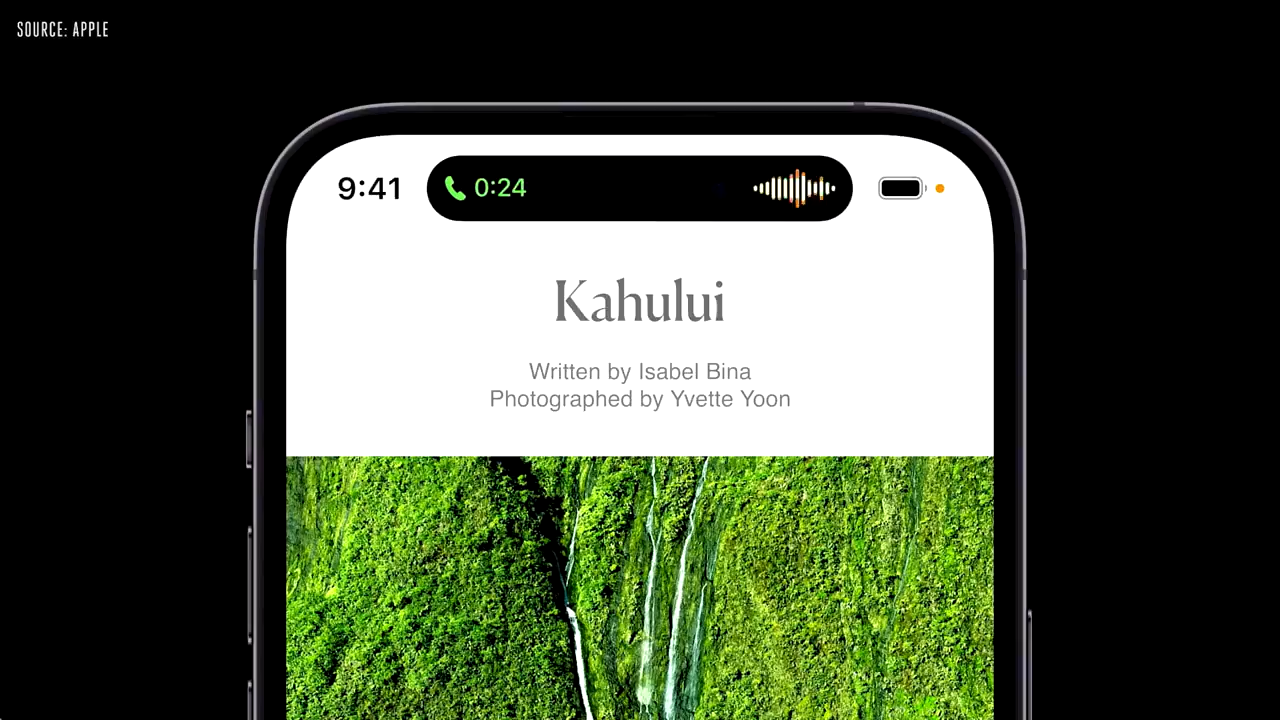 SOURCE: APPLE
9:41
0:24
Kahului
Written by Isabel Bina
Photographed by Yvette Yoon